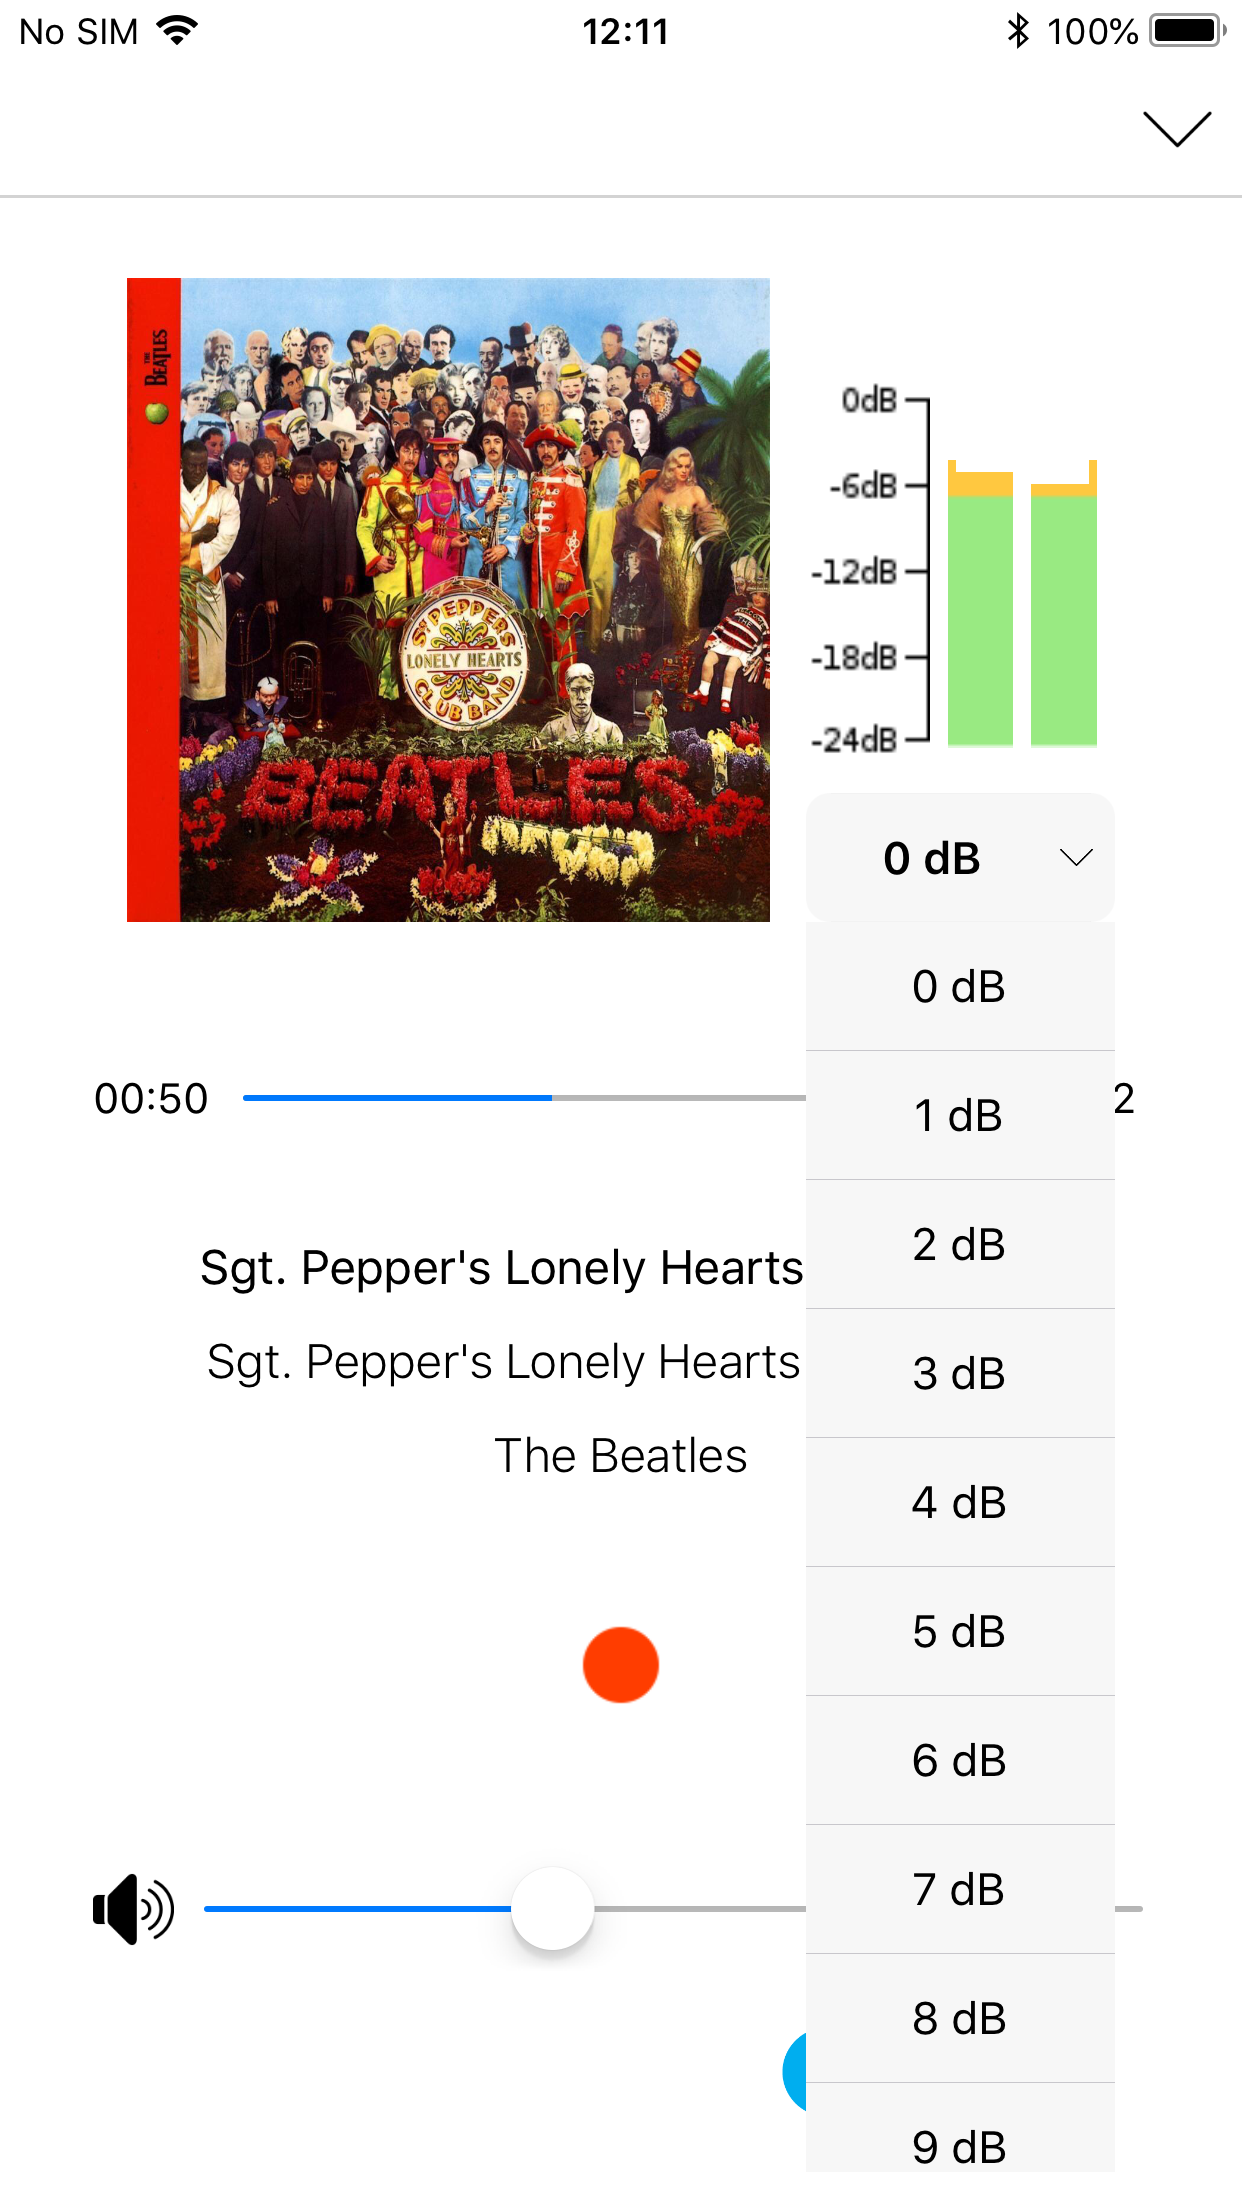 No SIM 12:11 100%
THE
BEATLES
SGT PEPPERS
LONELY HEARTS
CLUB BAND
BEATLES
0dB
-6dB
-12dB
-18dB
-24dB
0 dB
0 dB
00:50
2
1 dB
2 dB
Sgt. Pepper's Lonely Hearts
Sgt. Pepper's Lonely Hearts
3 dB
The Beatles
4 dB
5 dB
6 dB
7 dB
8 dB
9 dB